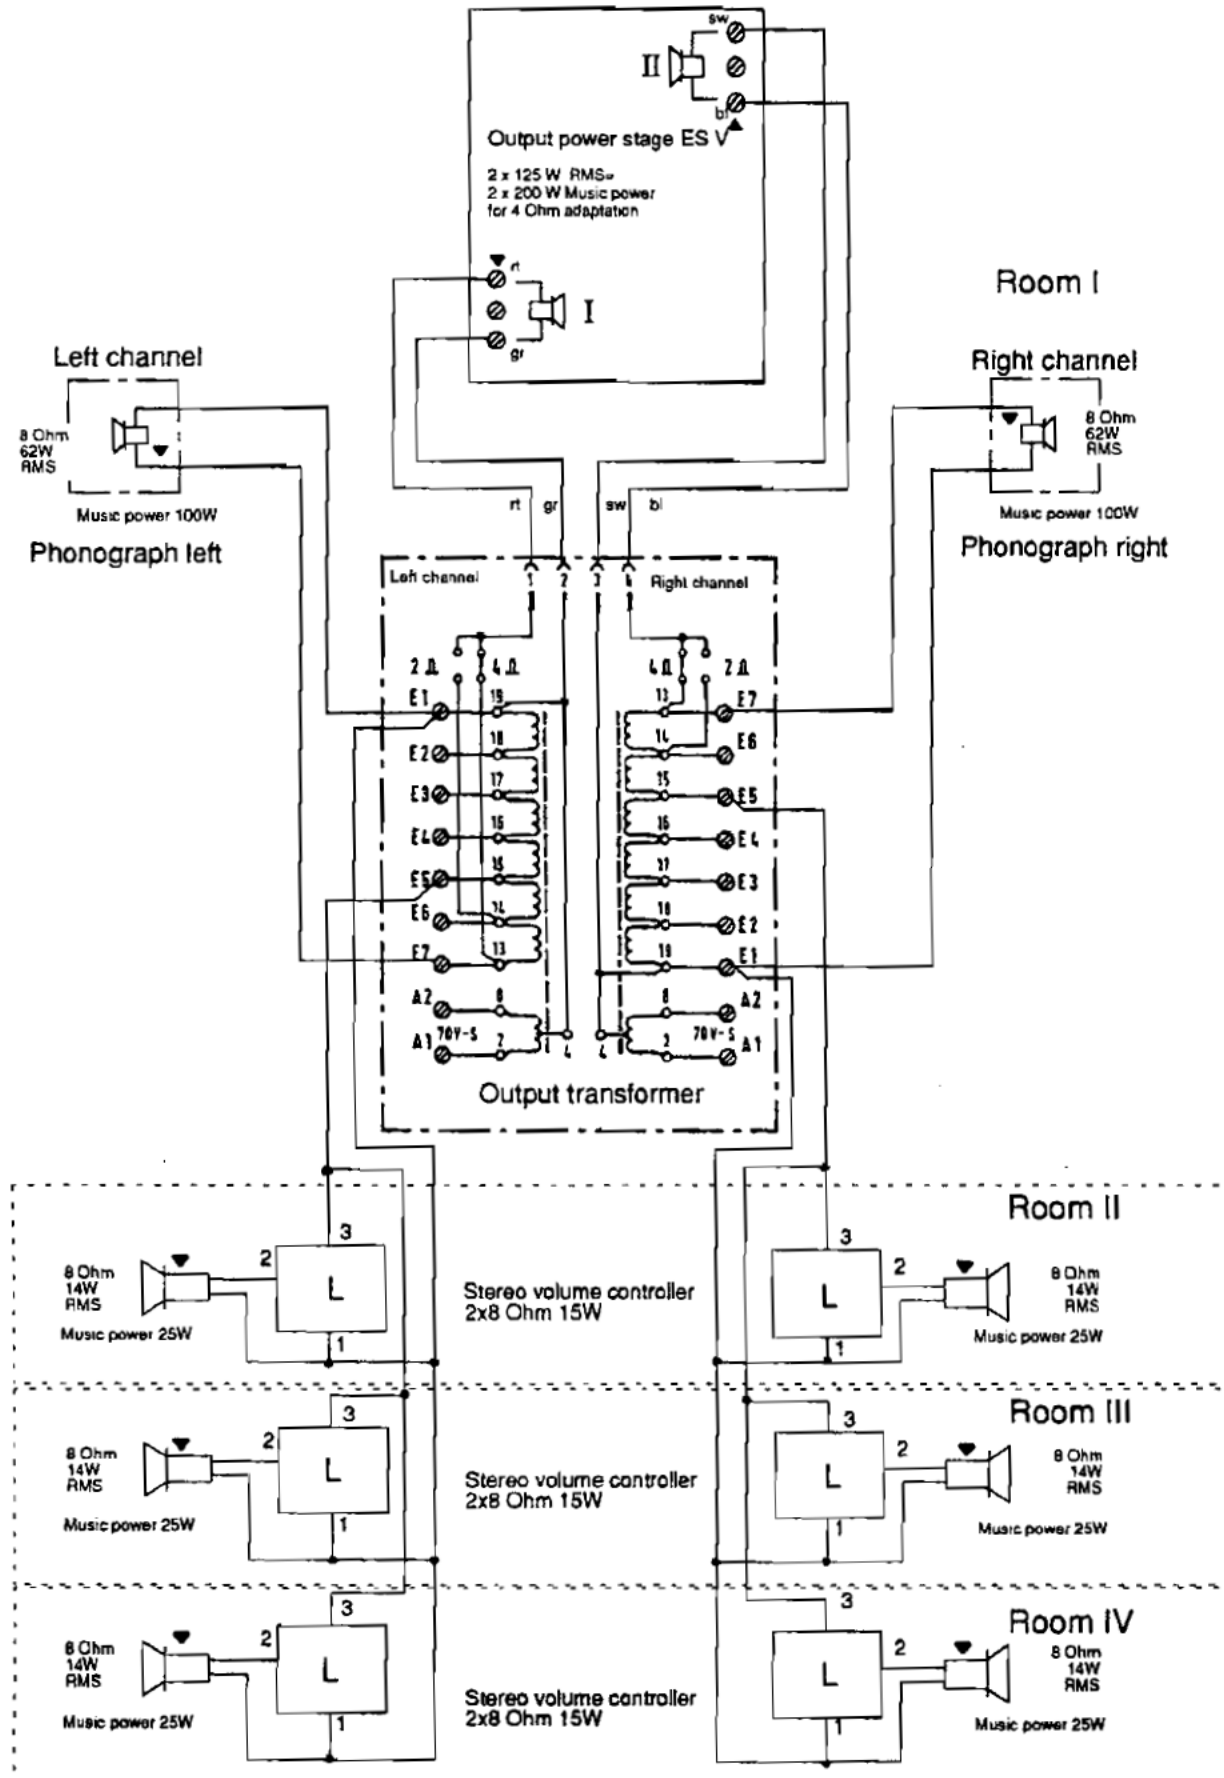 sw
II
bl
Output power stage ES V
2 x 125 W RMS
2 x 200 W Music power
for 4 Ohm adaptation
rt
I
gr
Room I
Left channel
8 Ohm
62W
RMS
Music power 100W
Phonograph left
Right channel
8 Ohm
62W
RMS
Music power 100W
Phonograph right
rt gr sw bl
Left channel
1 2 3 4
Right channel
2 Ω 4 Ω 4 Ω 2 Ω
E1 19 13 E7
E2 18 14 E6
E3 17 15 E5
E4 16 16 E4
E5 15 17 E3
E6 14 18 E2
E7 13 19 E1
A2 8 8 A2
70V-S 70V-S
A1 2 4 4 2 A1
Output transformer
Room II
3 3
2 2
8 Ohm
14W
RMS
L
Stereo volume controller
2x8 Ohm 15W
L
8 Ohm
14W
RMS
Music power 25W
1 1
Music power 25W
Room III
3 3
2 2
8 Ohm
14W
RMS
L
Stereo volume controller
2x8 Ohm 15W
L
8 Ohm
14W
RMS
Music power 25W
1 1
Music power 25W
Room IV
3 3
2 2
8 Ohm
14W
RMS
L
Stereo volume controller
2x8 Ohm 15W
L
8 Ohm
14W
RMS
Music power 25W
1 1
Music power 25W